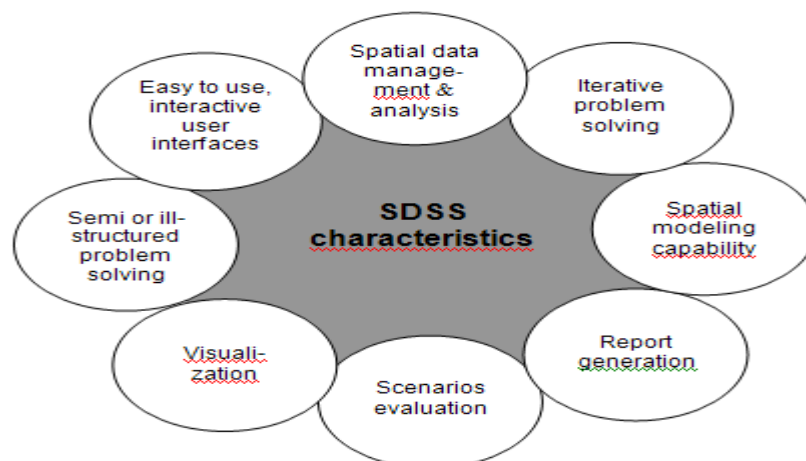 Spatial data
manage-
ment &
analysis
Iterative
problem
solving
Spatial
modeling
capability
Report
generation
Scenarios
evaluation
Visuali-
zation
Semi or ill-
structured
problem
solving
Easy to use,
interactive
user
interfaces
SDSS
characteristics